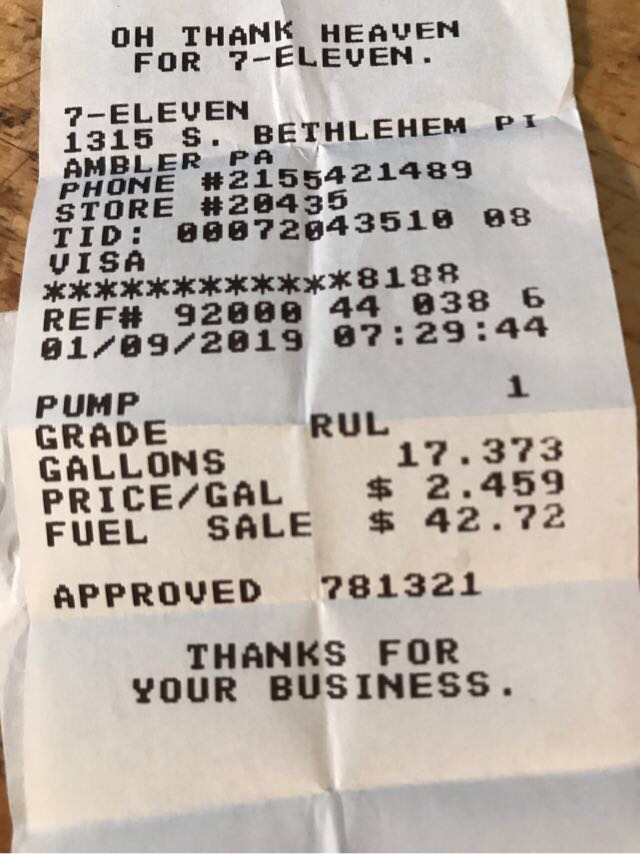 OH THANK HEAVEN
FOR 7-ELEVEN.
7-ELEVEN
1315 S. BETHLEHEM PI
AMBLER PA
PHONE #2155421489
STORE #20435
TID: 00072043510 08
VISA
************8188
REF# 92000 44 038 6
01/09/2019 07:29:44
PUMP 1
GRADE RUL
GALLONS 17.373
PRICE/GAL $ 2.459
FUEL SALE $ 42.72
APPROVED 781321
THANKS FOR
YOUR BUSINESS.